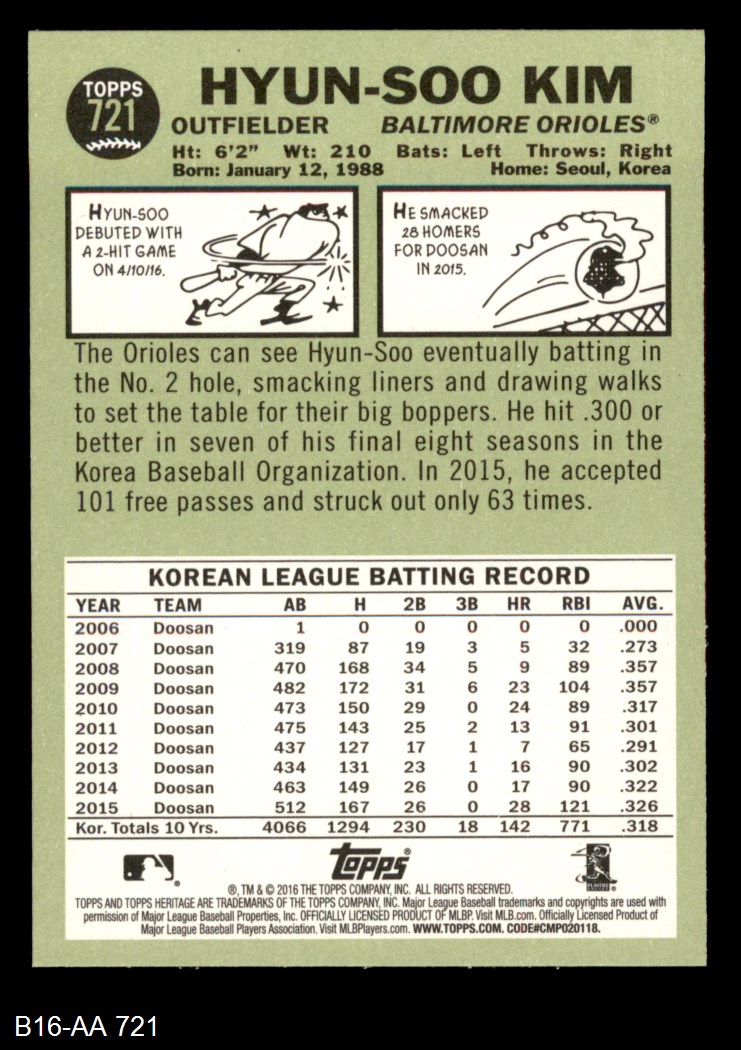 TOPPS
721
HYUN-SOO KIM
OUTFIELDER BALTIMORE ORIOLES®
Ht: 6'2" Wt: 210 Bats: Left Throws: Right
Born: January 12, 1988 Home: Seoul, Korea
HYUN-SOO
DEBUTED WITH
A 2-HIT GAME
ON 4/10/16.
HE SMACKED
28 HOMERS
FOR DOOSAN
IN 2015.
The Orioles can see Hyun-Soo eventually batting in
the No. 2 hole, smacking liners and drawing walks
to set the table for their big boppers. He hit .300 or
better in seven of his final eight seasons in the
Korea Baseball Organization. In 2015, he accepted
101 free passes and struck out only 63 times.
KOREAN LEAGUE BATTING RECORD
YEAR TEAM AB H 2B 3B HR RBI AVG.
2006 Doosan 1 0 0 0 0 0 .000
2007 Doosan 319 87 19 3 5 32 .273
2008 Doosan 470 168 34 5 9 89 .357
2009 Doosan 482 172 31 6 23 104 .357
2010 Doosan 473 150 29 0 24 89 .317
2011 Doosan 475 143 25 2 13 91 .301
2012 Doosan 437 127 17 1 7 65 .291
2013 Doosan 434 131 23 1 16 90 .302
2014 Doosan 463 149 26 0 17 90 .322
2015 Doosan 512 167 26 0 28 121 .326
Kor. Totals 10 Yrs. 4066 1294 230 18 142 771 .318
Topps®
®, TM & © 2016 THE TOPPS COMPANY, INC. ALL RIGHTS RESERVED.
TOPPS AND TOPPS HERITAGE ARE TRADEMARKS OF THE TOPPS COMPANY, INC. Major League Baseball trademarks and copyrights are used with
permission of Major League Baseball Properties, Inc. OFFICIALLY LICENSED PRODUCT OF MLBP. Visit MLB.com. Officially Licensed Product of
Major League Baseball Players Association. Visit MLBPlayers.com. WWW.TOPPS.COM. CODE#CMP020118.
B16-AA 721